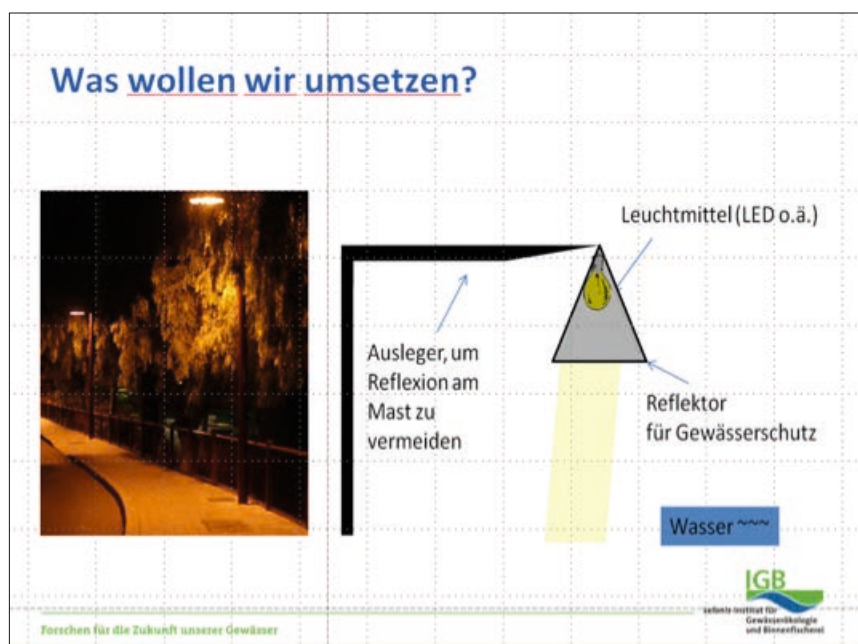 Was wollen wir umsetzen?
Leuchtmittel (LED o.ä.)
Ausleger, um
Reflexion am
Mast zu
vermeiden
Reflektor
für Gewässerschutz
Waser ~~~
IGB
Leibniz-Institut für
Gewässerökologie
und Binnenfischerei
Forschen für die Zukunft unserer Gewässer